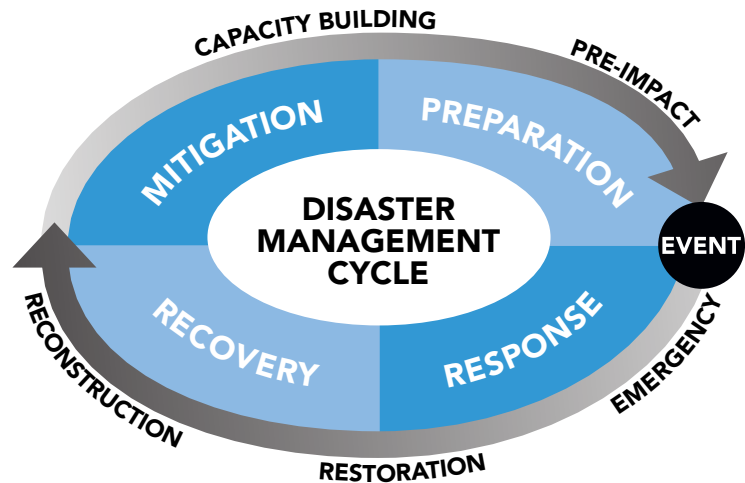 CAPACITY BUILDING
PRE-IMPACT
MITIGATION
PREPARATION
DISASTER
MANAGEMENT
CYCLE
EVENT
RECOVERY
RESPONSE
RECONSTRUCTION
EMERGENCY
RESTORATION